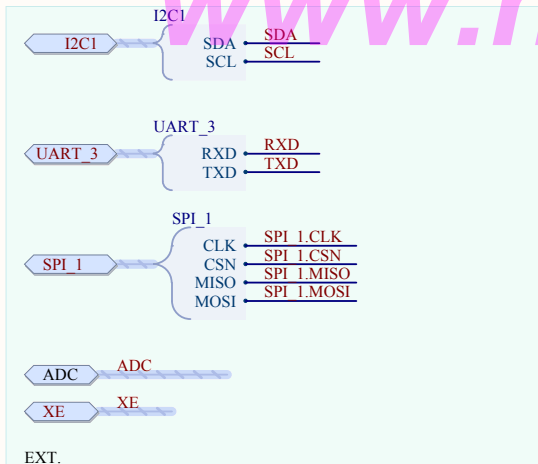 www.
I2C1
I2C1
SDA
SDA
SCL
SCL
UART_3
UART_3
RXD
RXD
TXD
TXD
SPI_1
SPI_1
CLK
SPI_1.CLK
CSN
SPI_1.CSN
MISO
SPI_1.MISO
MOSI
SPI_1.MOSI
ADC
ADC
XE
XE
EXT.